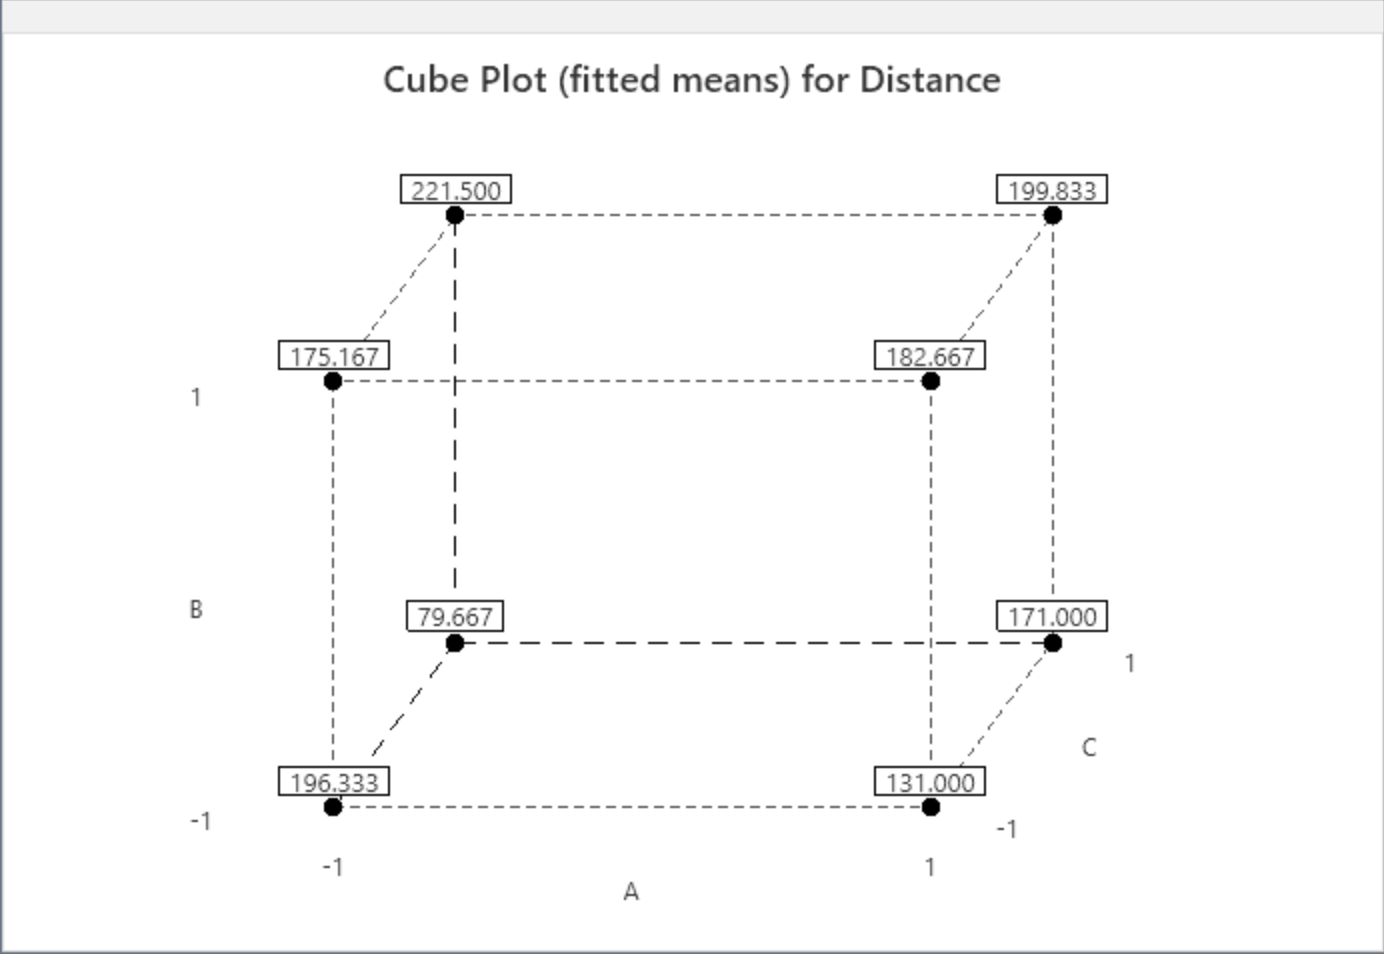 Cube Plot (fitted means) for Distance
221.500 199.833
175.167 182.667
1
B
79.667 171.000
1
C
196.333 131.000
-1 -1
-1 1
A